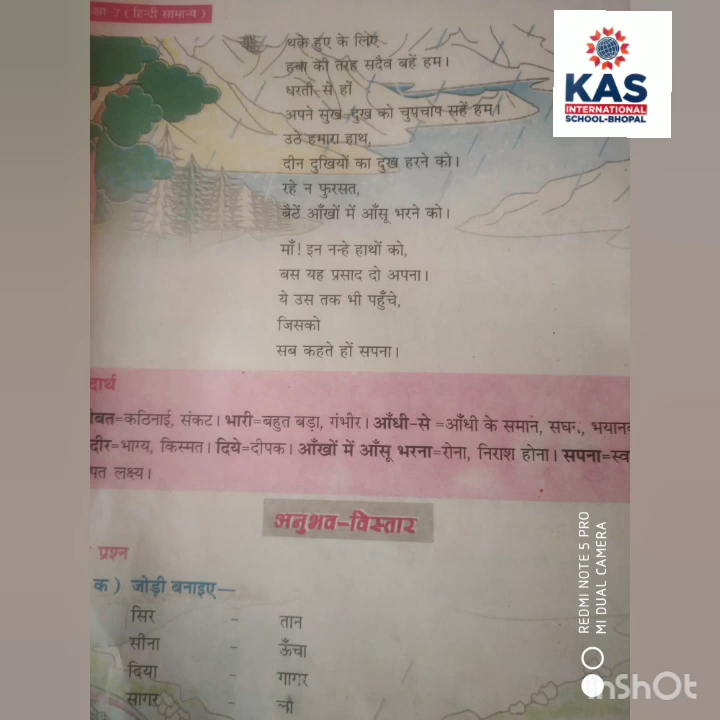 7 ( हिन्दी सामान्य )
KAS
INTERNATIONAL
SCHOOL-BHOPAL
थके हुए के लिए
हवा की तरह सदैव बहें हम।
धरती-से हों
अपने सुख-दुख को चुपचाप सहें हम।
उठे हमारा हाथ,
दीन दुखियों का दुख हरने को।
रहे न फुरसत,
बैठें आँखों में आँसू भरने को।
माँ! इन नन्हे हाथों को,
बस यह प्रसाद दो अपना।
ये उस तक भी पहुँचे,
जिसको
सब कहते हों सपना।
दार्थ
बत=कठिनाई, संकट। भारी=बहुत बड़ा, गंभीर। आँधी-से =आँधी के समान, सघन, भयान
दीर=भाग्य, किस्मत। दिये=दीपक। आँखों में आँसू भरना=रोना, निराश होना। सपना=स्व
पत लक्ष्य।
अनुभव-विस्तार
प्रश्न
क ) जोड़ी बनाइए—
सिर - तान
सीना - ऊँचा
दिया - गागर
सागर - लौ
REDMI NOTE 5 PRO
MI DUAL CAMERA
InShOt